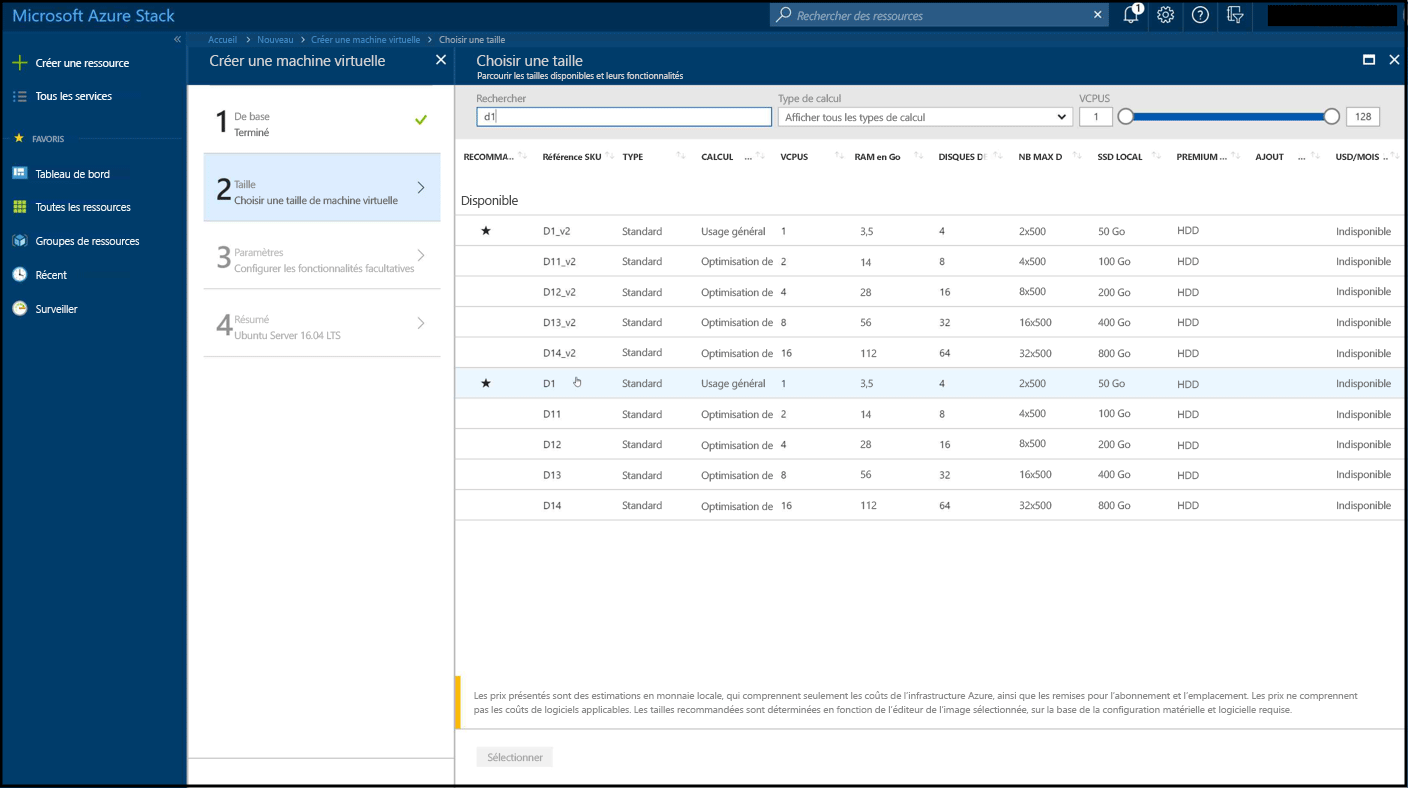 Microsoft Azure Stack
Rechercher des ressources
1
Accueil > Nouveau > Créer une machine virtuelle > Choisir une taille
Créer une ressource
Tous les services
FAVORIS
Tableau de bord
Toutes les ressources
Groupes de ressources
Récent
Surveiller
Créer une machine virtuelle
1 De base
Terminé
2 Taille
Choisir une taille de machine virtuelle
3 Paramètres
Configurer les fonctionnalités facultatives
4 Résumé
Ubuntu Server 16.04 LTS
Choisir une taille
Parcourir les tailles disponibles et leurs fonctionnalités
Rechercher Type de calcul VCPUS
d1 Afficher tous les types de calcul 1 128
RECOMMA... Référence SKU TYPE CALCUL ... VCPUS RAM en Go DISQUES D NB MAX D SSD LOCAL PREMIUM ... AJOUT ... USD/MOIS ...
Disponible
★ D1_v2 Standard Usage général 1 3,5 4 2x500 50 Go HDD Indisponible
D11_v2 Standard Optimisation de 2 14 8 4x500 100 Go HDD Indisponible
D12_v2 Standard Optimisation de 4 28 16 8x500 200 Go HDD Indisponible
D13_v2 Standard Optimisation de 8 56 32 16x500 400 Go HDD Indisponible
D14_v2 Standard Optimisation de 16 112 64 32x500 800 Go HDD Indisponible
★ D1 Standard Usage général 1 3,5 4 2x500 50 Go HDD Indisponible
D11 Standard Optimisation de 2 14 8 4x500 100 Go HDD Indisponible
D12 Standard Optimisation de 4 28 16 8x500 200 Go HDD Indisponible
D13 Standard Optimisation de 8 56 32 16x500 400 Go HDD Indisponible
D14 Standard Optimisation de 16 112 64 32x500 800 Go HDD Indisponible
Les prix présentés sont des estimations en monnaie locale, qui comprennent seulement les coûts de l'infrastructure Azure, ainsi que les remises pour l'abonnement et l'emplacement. Les prix ne comprennent
pas les coûts de logiciels applicables. Les tailles recommandées sont déterminées en fonction de l'éditeur de l'image sélectionnée, sur la base de la configuration matérielle et logicielle requise.
Sélectionner